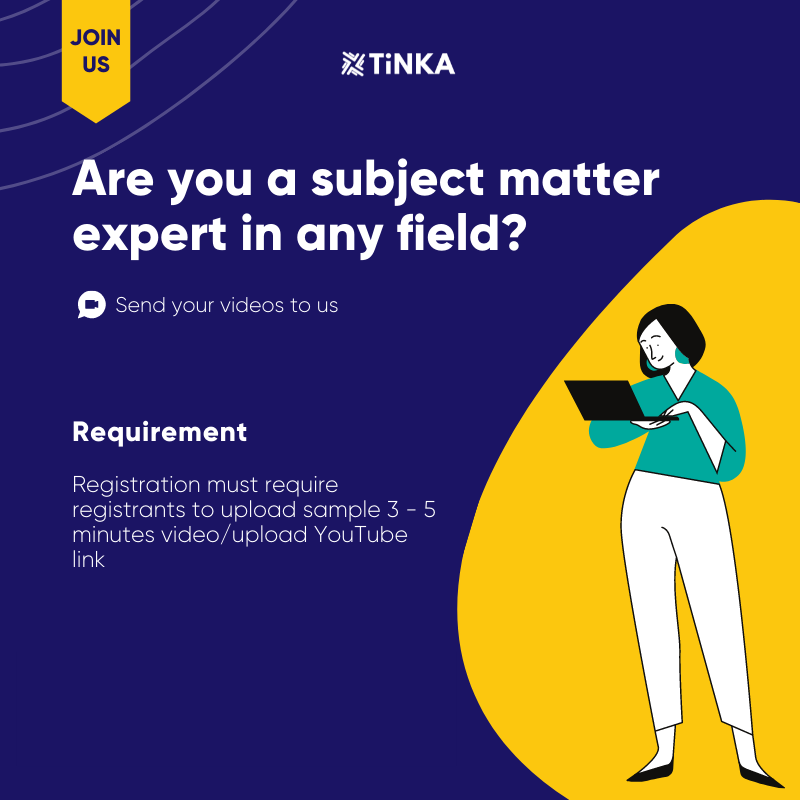 JOIN
US
TiNKA
Are you a subject matter
expert in any field?
Send your videos to us
Requirement
Registration must require
registrants to upload sample 3 - 5
minutes video/upload YouTube
link